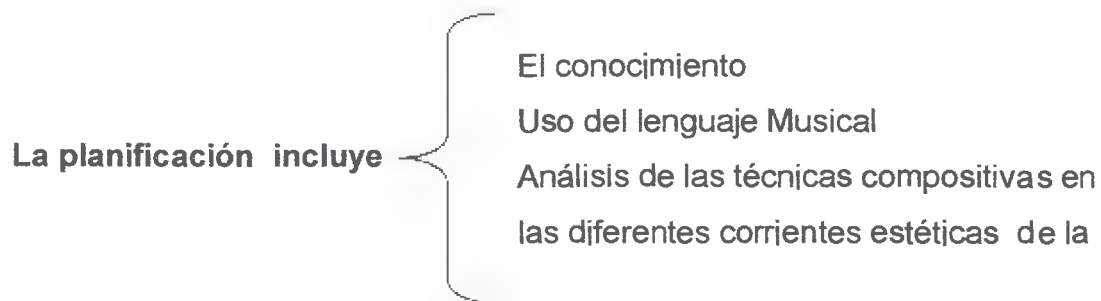 La planificación incluye
El conocimiento
Uso del lenguaje Musical
Análisis de las técnicas compositivas en
las diferentes corrientes estéticas de la